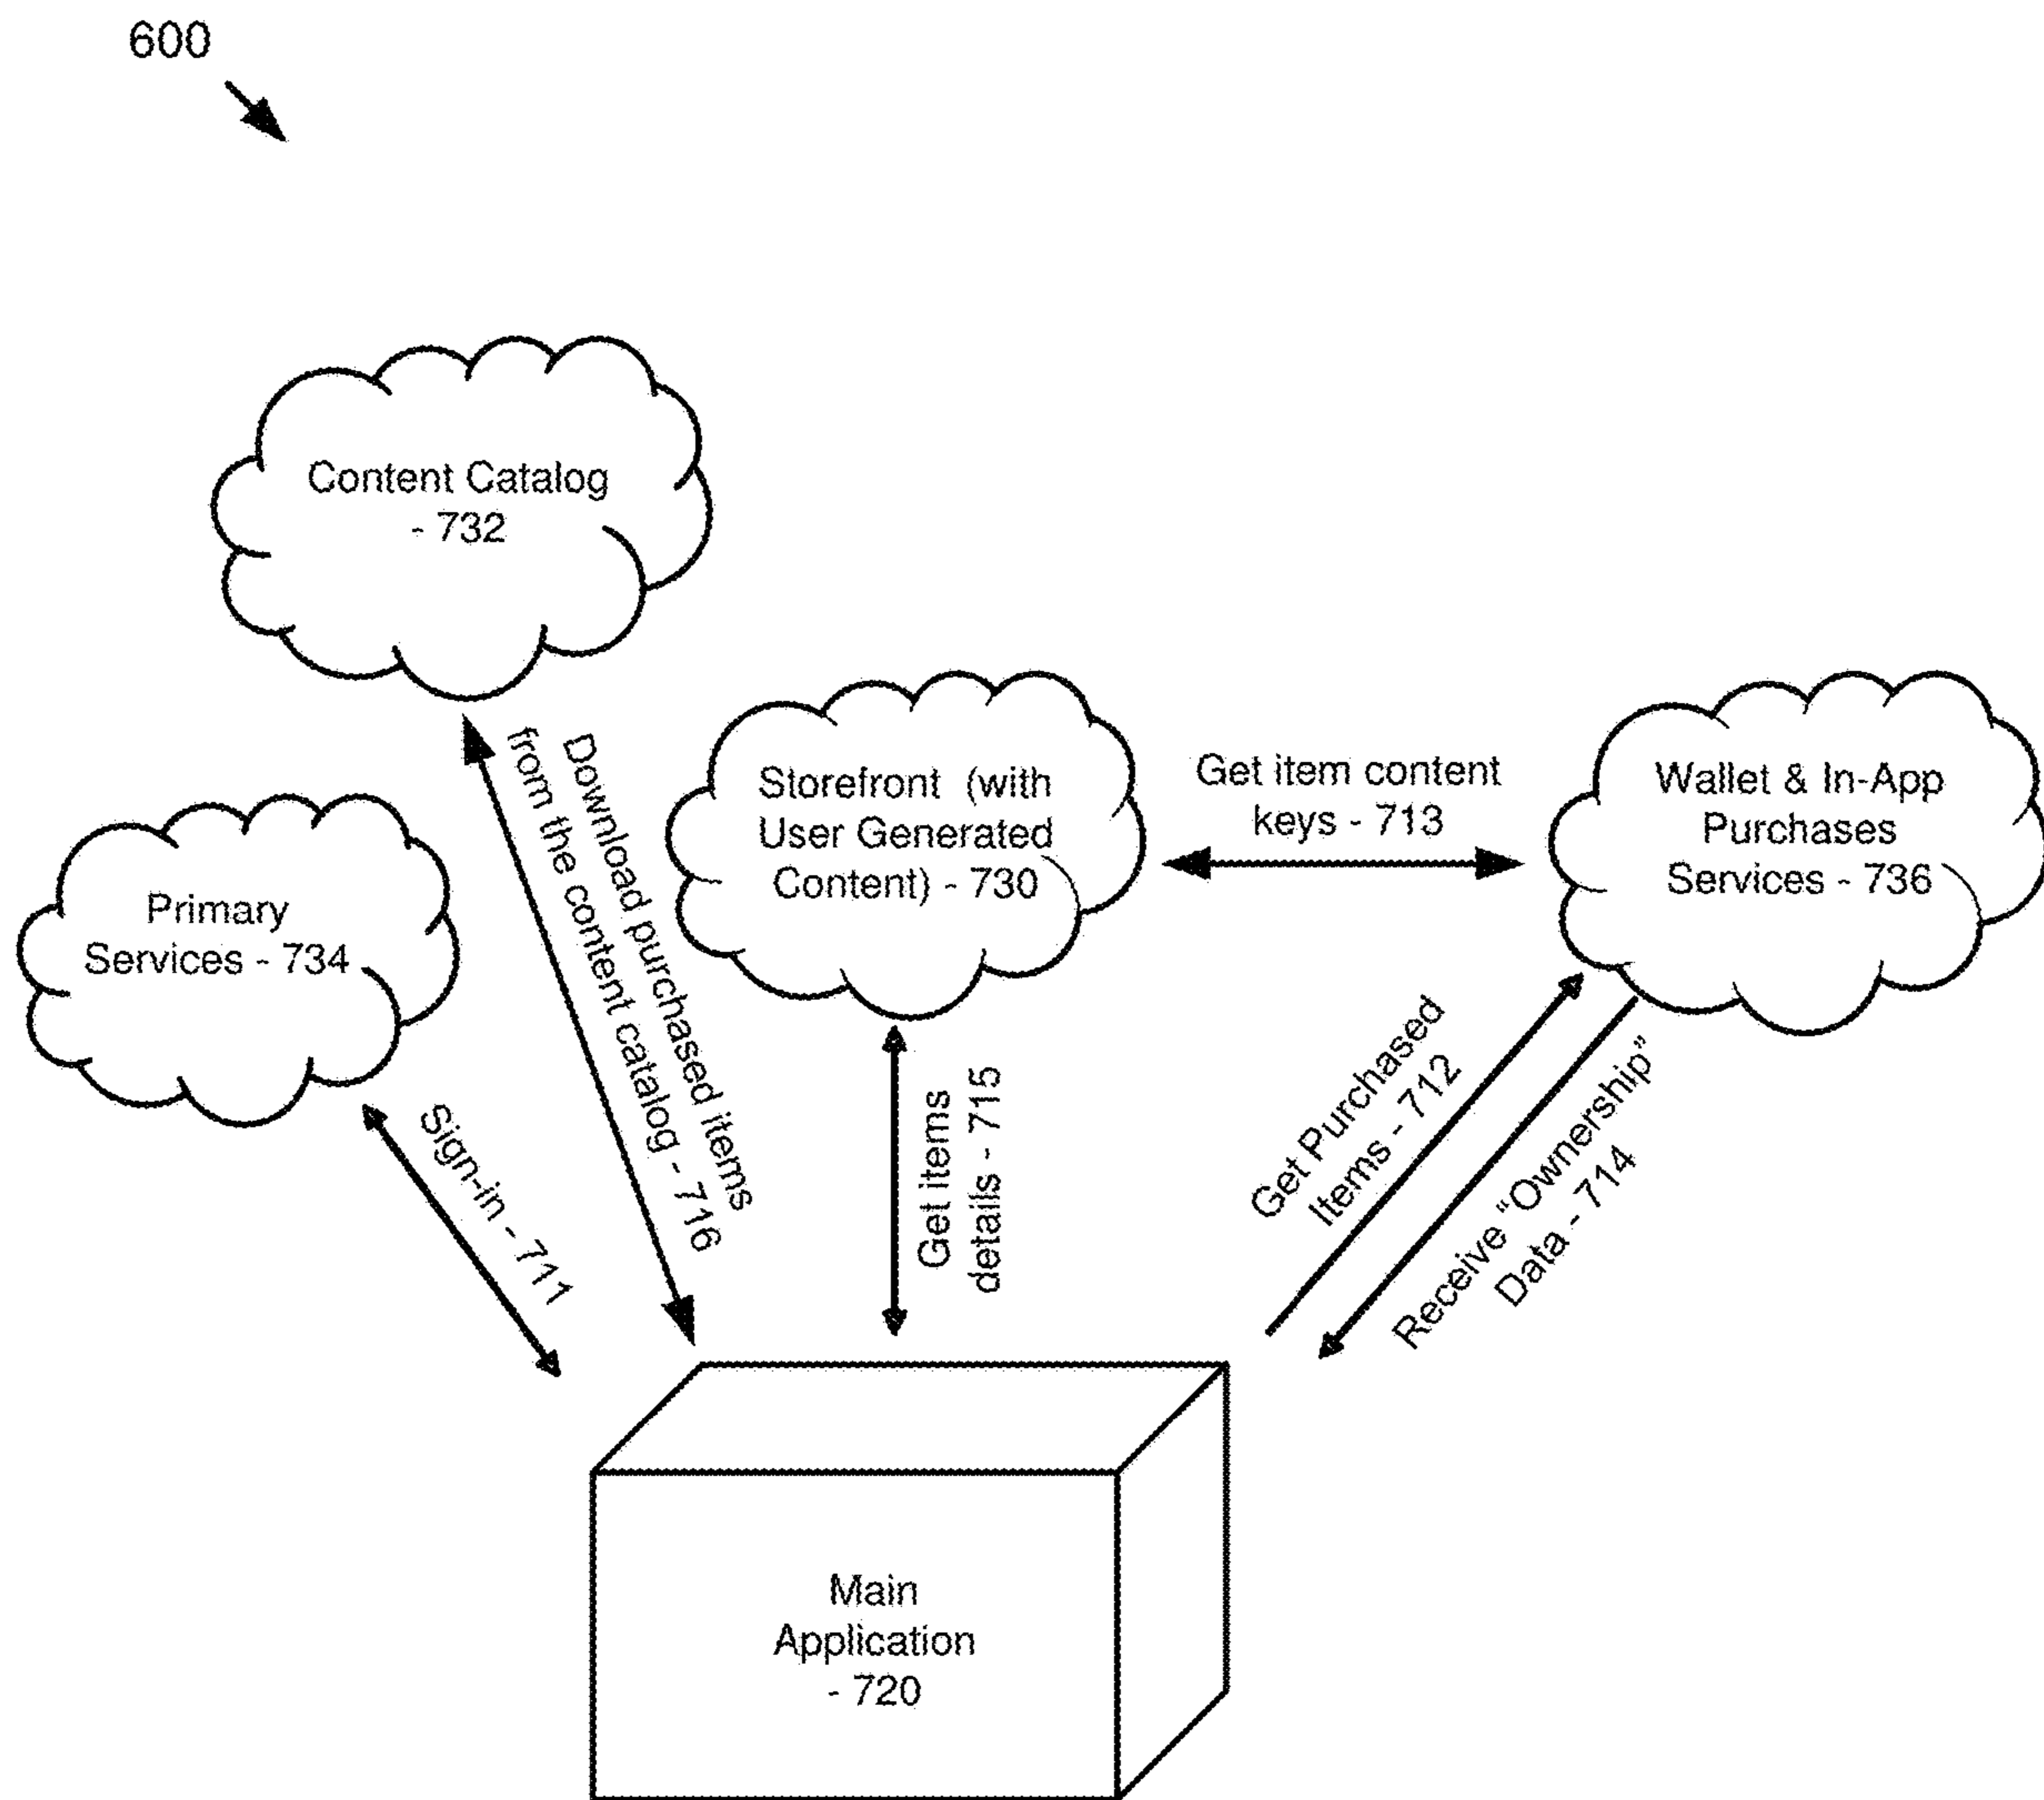 600
Content Catalog
- 732
Storefront (with
User Generated
Content) - 730
Get item content
keys - 713
Wallet & In-App
Purchases
Services - 736
Primary
Services - 734
Download purchased items
from the content catalog - 716
Sign-in - 711
Get items
details - 715
Get Purchased
Items - 712
Receive "Ownership"
Data - 714
Main
Application
- 720